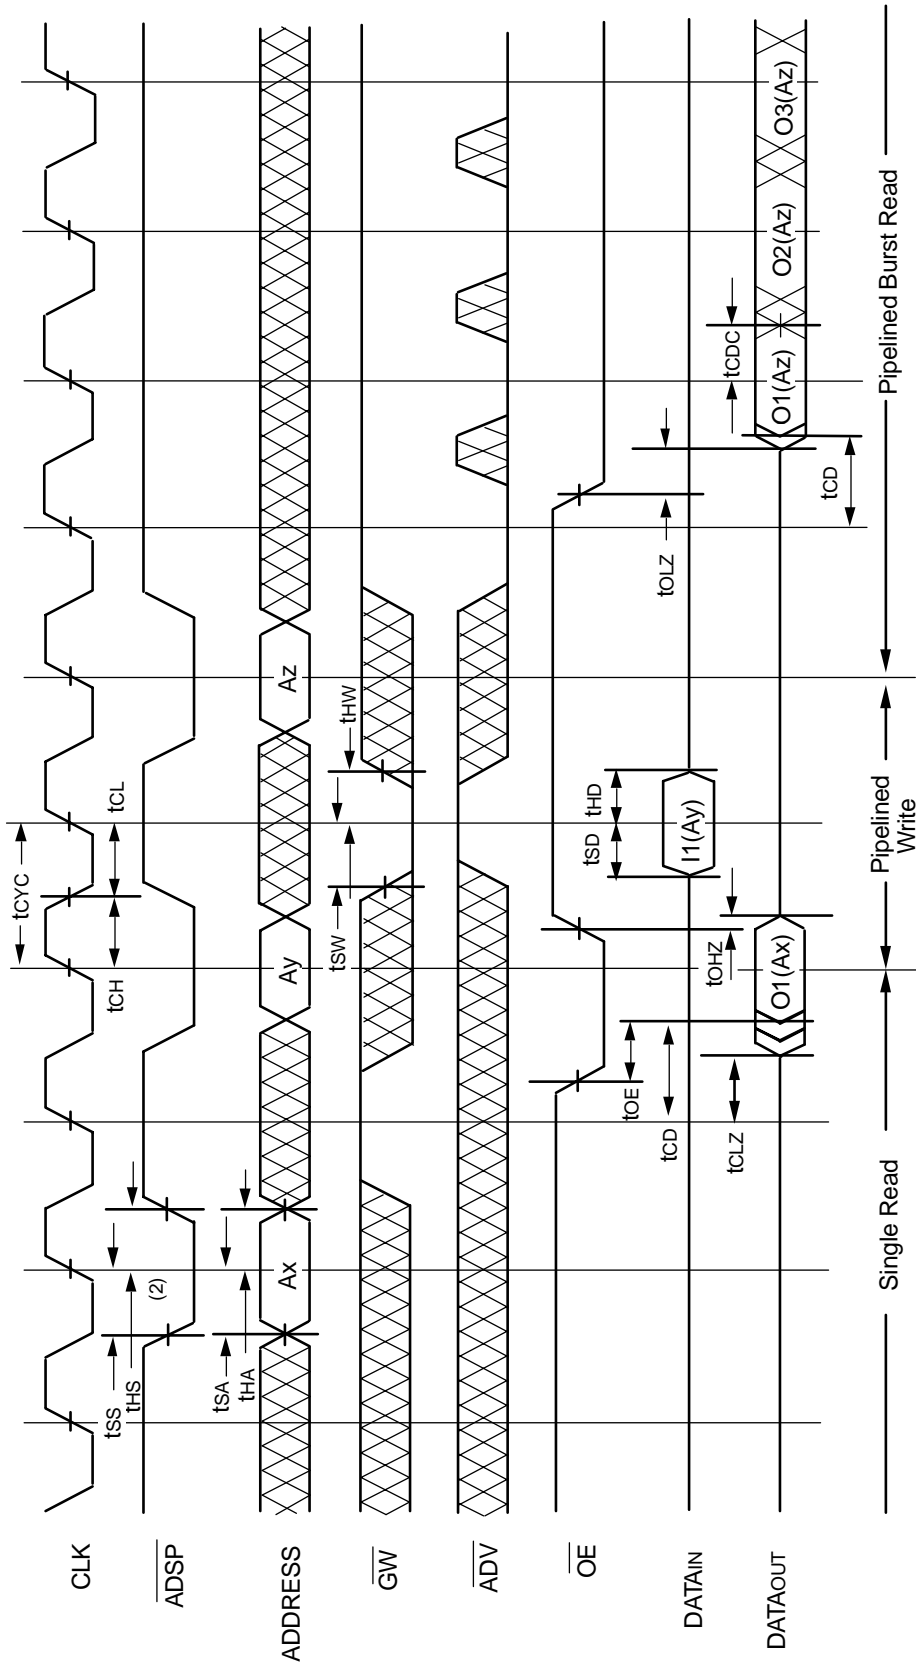 CLK
tCYC
tCH
tCL
ADSP
tSS
tHS
(2)
ADDRESS
tSA
tHA
Ax
Ay
Az
GW
tSW
tHW
ADV
OE
tOE
tOLZ
DATAIN
tCD
tSD
tHD
I1(Ay)
DATAOUT
tCLZ
tOHZ
O1(Ax)
tCD
tCDC
O1(Az)
O2(Az)
O3(Az)
Single Read
Pipelined
Write
Pipelined Burst Read